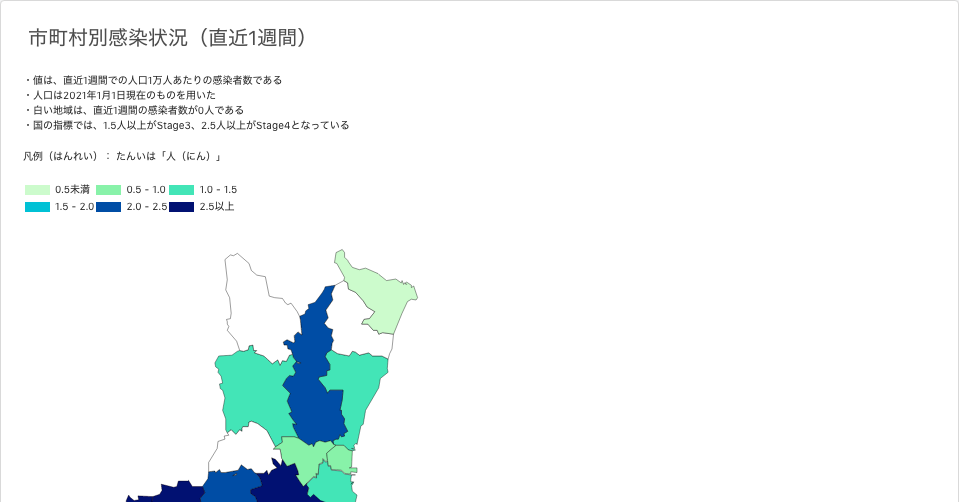 市町村別感染状況（直近1週間）
・値は、直近1週間での人口1万人あたりの感染者数である
・人口は2021年1月1日現在のものを用いた
・白い地域は、直近1週間の感染者数が0人である
・国の指標では、1.5人以上がStage3、2.5人以上がStage4となっている
凡例（はんれい）： たんいは「人（にん）」
0.5未満 0.5 - 1.0 1.0 - 1.5
1.5 - 2.0 2.0 - 2.5 2.5以上